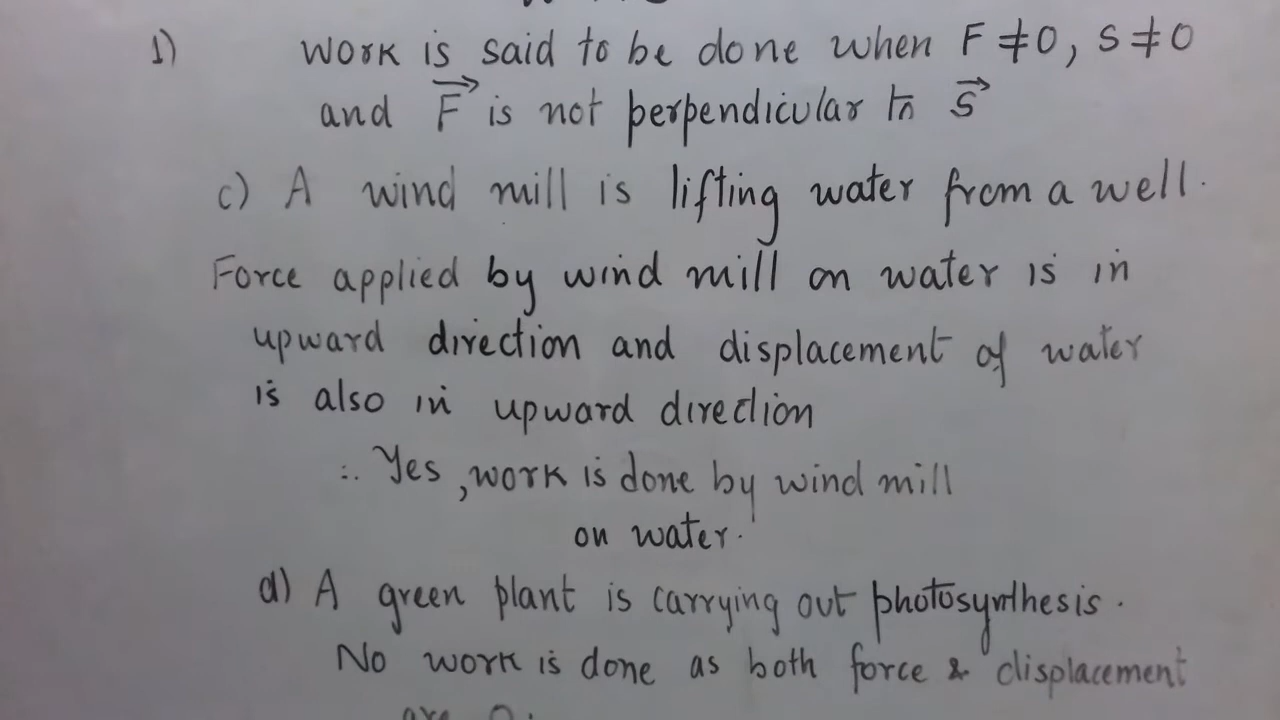 1) Work is said to be done when F ≠ 0, S ≠ 0
and F⃗ is not perpendicular to S⃗
c) A wind mill is lifting water from a well.
Force applied by wind mill on water is in
upward direction and displacement of water
is also in upward direction
∴ Yes, work is done by wind mill
on water.
d) A green plant is carrying out photosynthesis.
No work is done as both force & displacement
are 0.